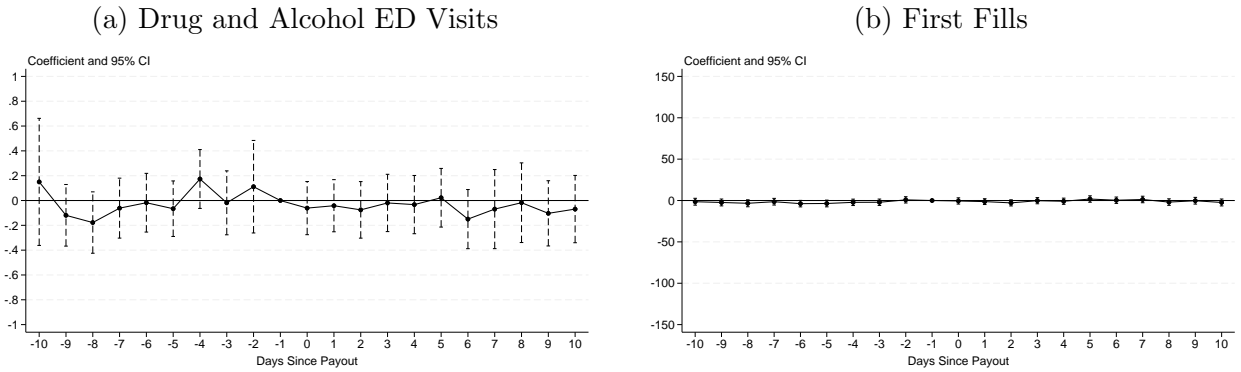 (a) Drug and Alcohol ED Visits
Coefficient and 95% CI
1
.8
.6
.4
.2
0
-.2
-.4
-.6
-.8
-1
-10 -9 -8 -7 -6 -5 -4 -3 -2 -1 0 1 2 3 4 5 6 7 8 9 10
Days Since Payout
(b) First Fills
Coefficient and 95% CI
150
100
50
0
-50
-100
-150
-10 -9 -8 -7 -6 -5 -4 -3 -2 -1 0 1 2 3 4 5 6 7 8 9 10
Days Since Payout